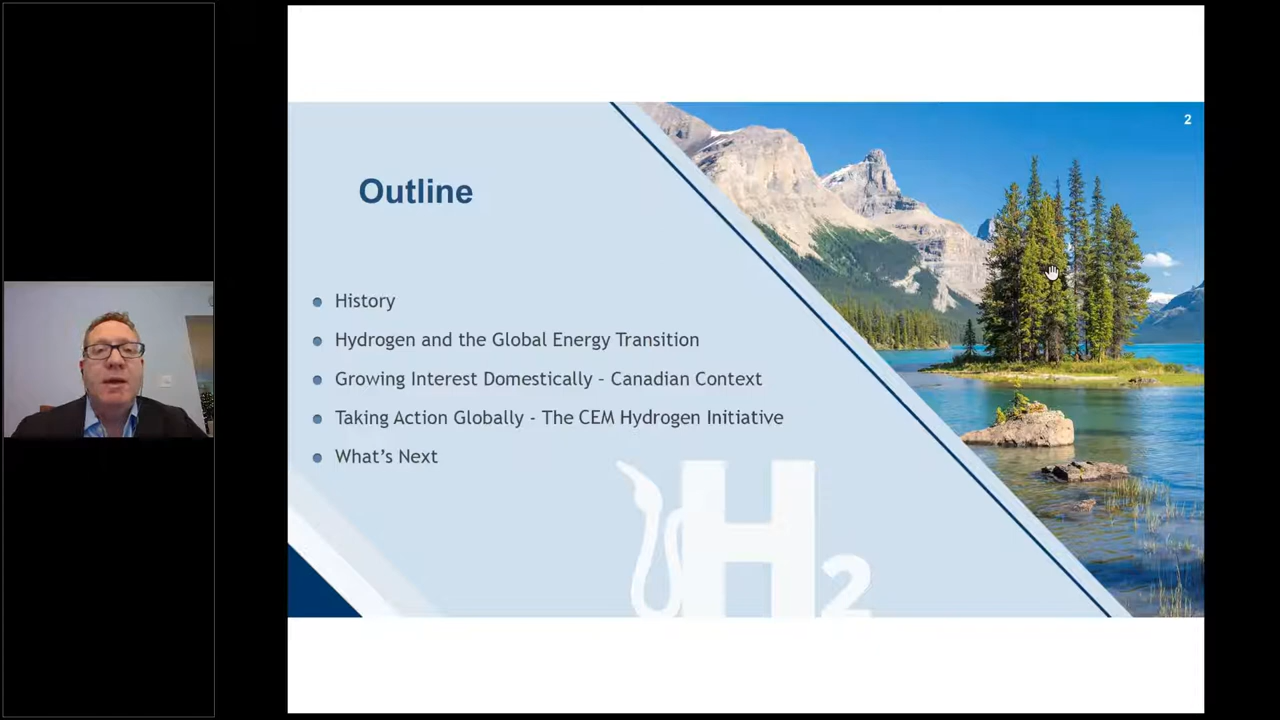 2
Outline
History
Hydrogen and the Global Energy Transition
Growing Interest Domestically – Canadian Context
Taking Action Globally - The CEM Hydrogen Initiative
What's Next
H2